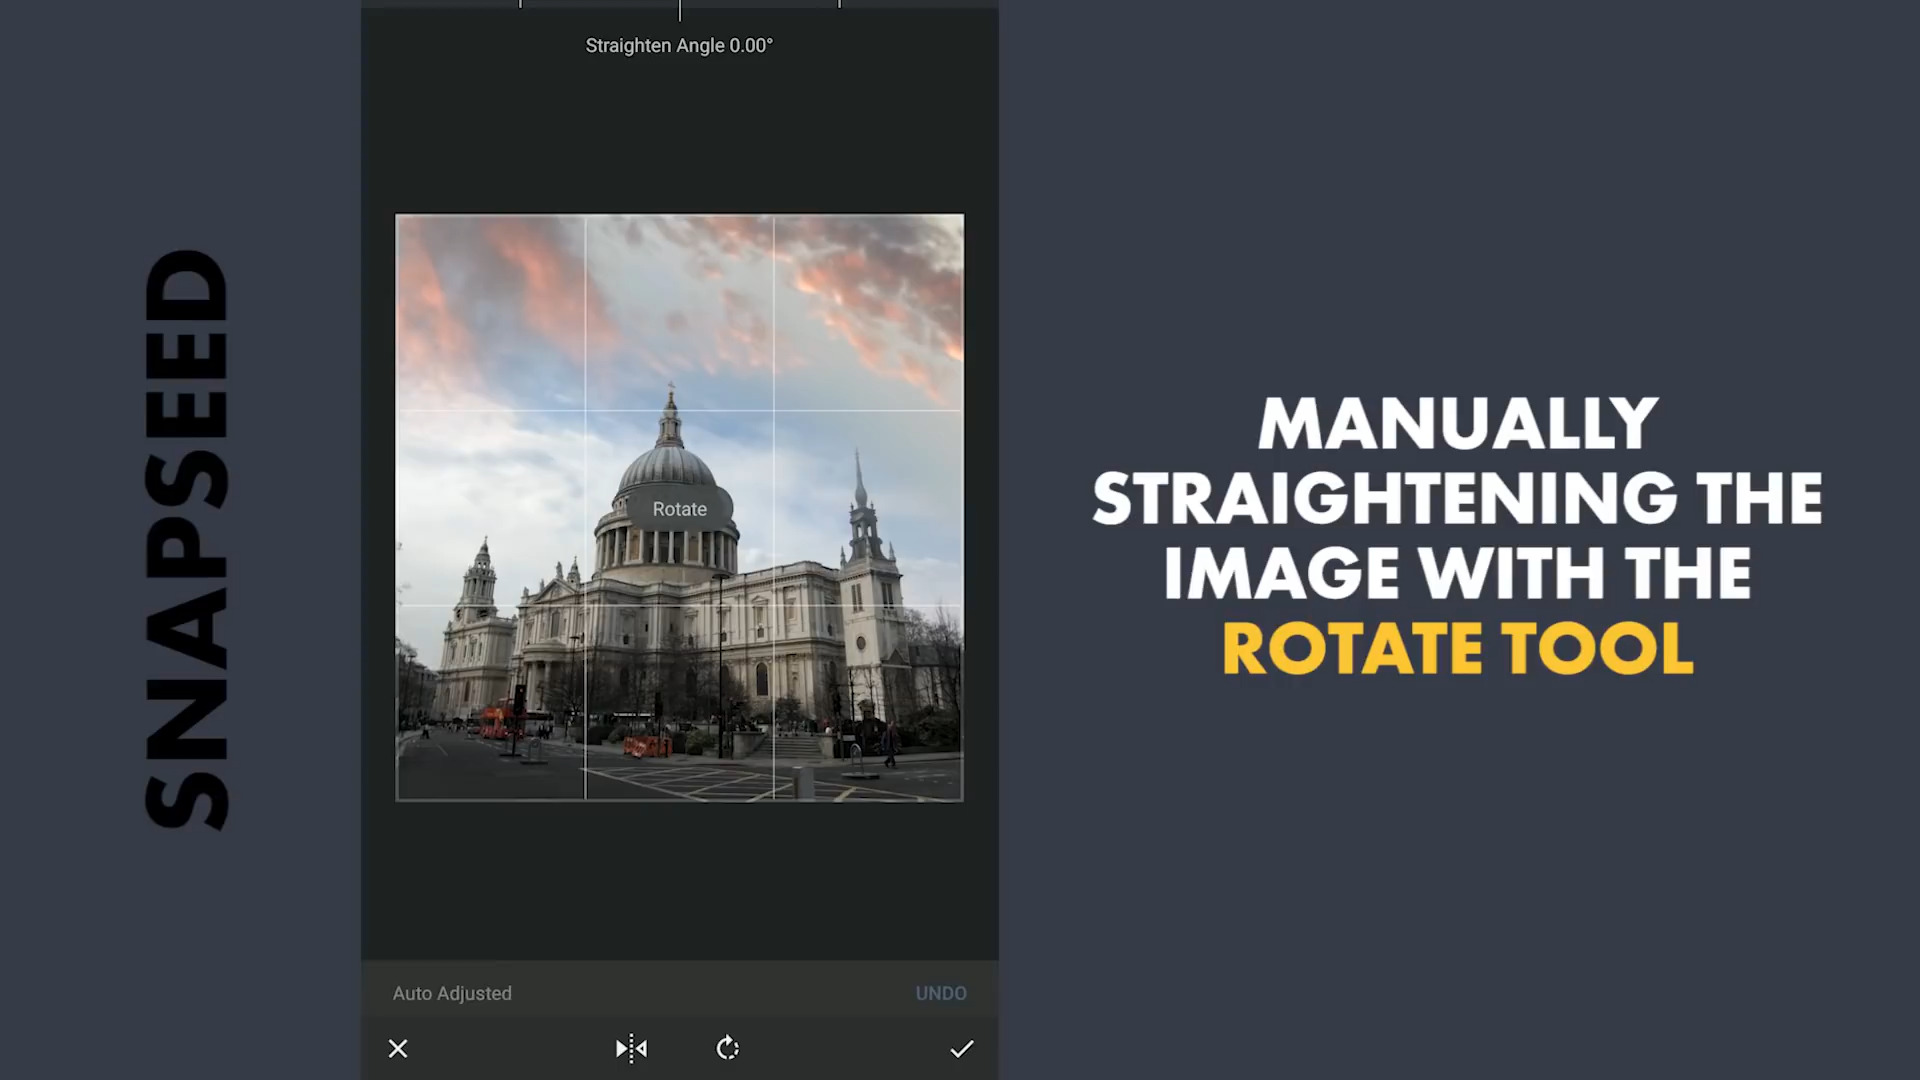 SNAPSEED
Straighten Angle 0.00°
Rotate
Auto Adjusted
UNDO
MANUALLY
STRAIGHTENING THE
IMAGE WITH THE
ROTATE TOOL